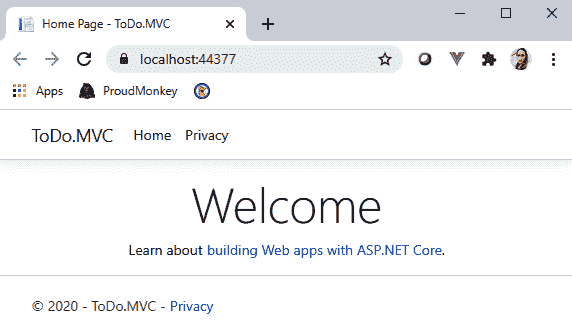 Home Page - ToDo.MVC
localhost:44377
Apps ProudMonkey
ToDo.MVC Home Privacy
Welcome
Learn about building Web apps with ASP.NET Core.
© 2020 - ToDo.MVC - Privacy